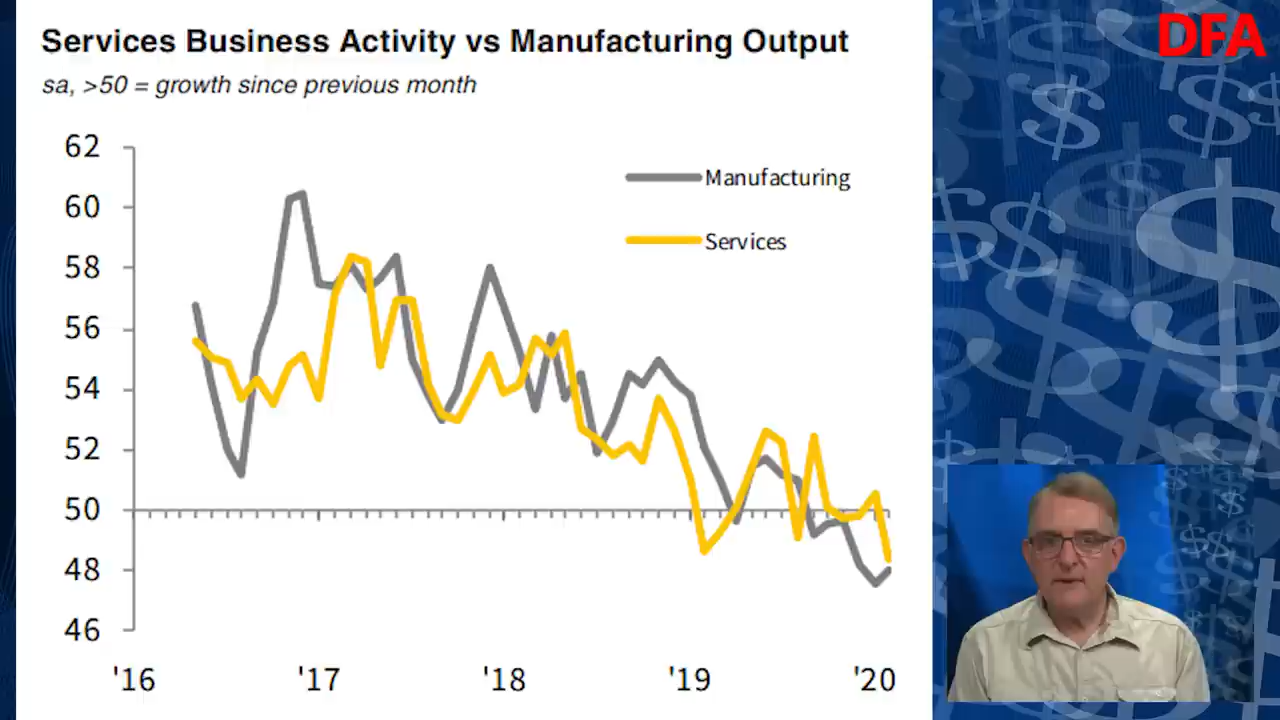 Services Business Activity vs Manufacturing Output
sa, >50 = growth since previous month
DFA
Manufacturing
Services
62
60
58
56
54
52
50
48
46
'16 '17 '18 '19 '20